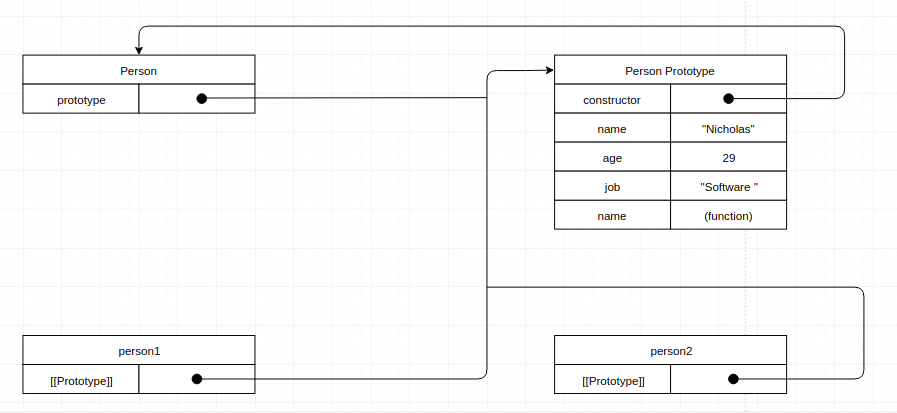 Person
prototype
Person Prototype
constructor
name "Nicholas"
age 29
job "Software "
name (function)
person1
[[Prototype]]
person2
[[Prototype]]